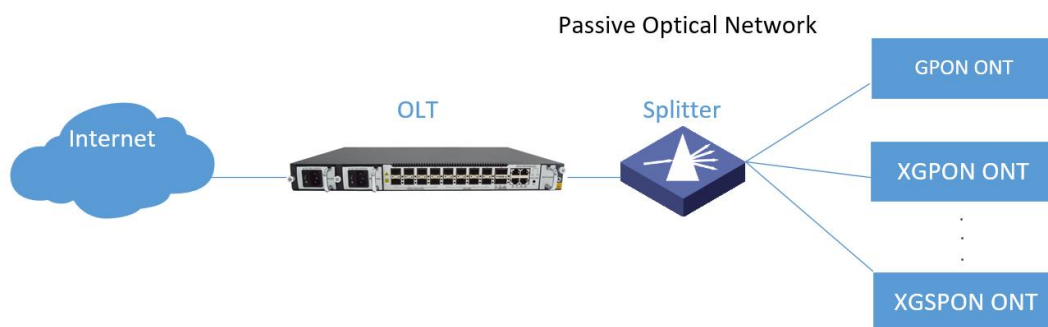 Passive Optical Network
GPON ONT
OLT
Splitter
Internet
XGPON ONT
XGSPON ONT